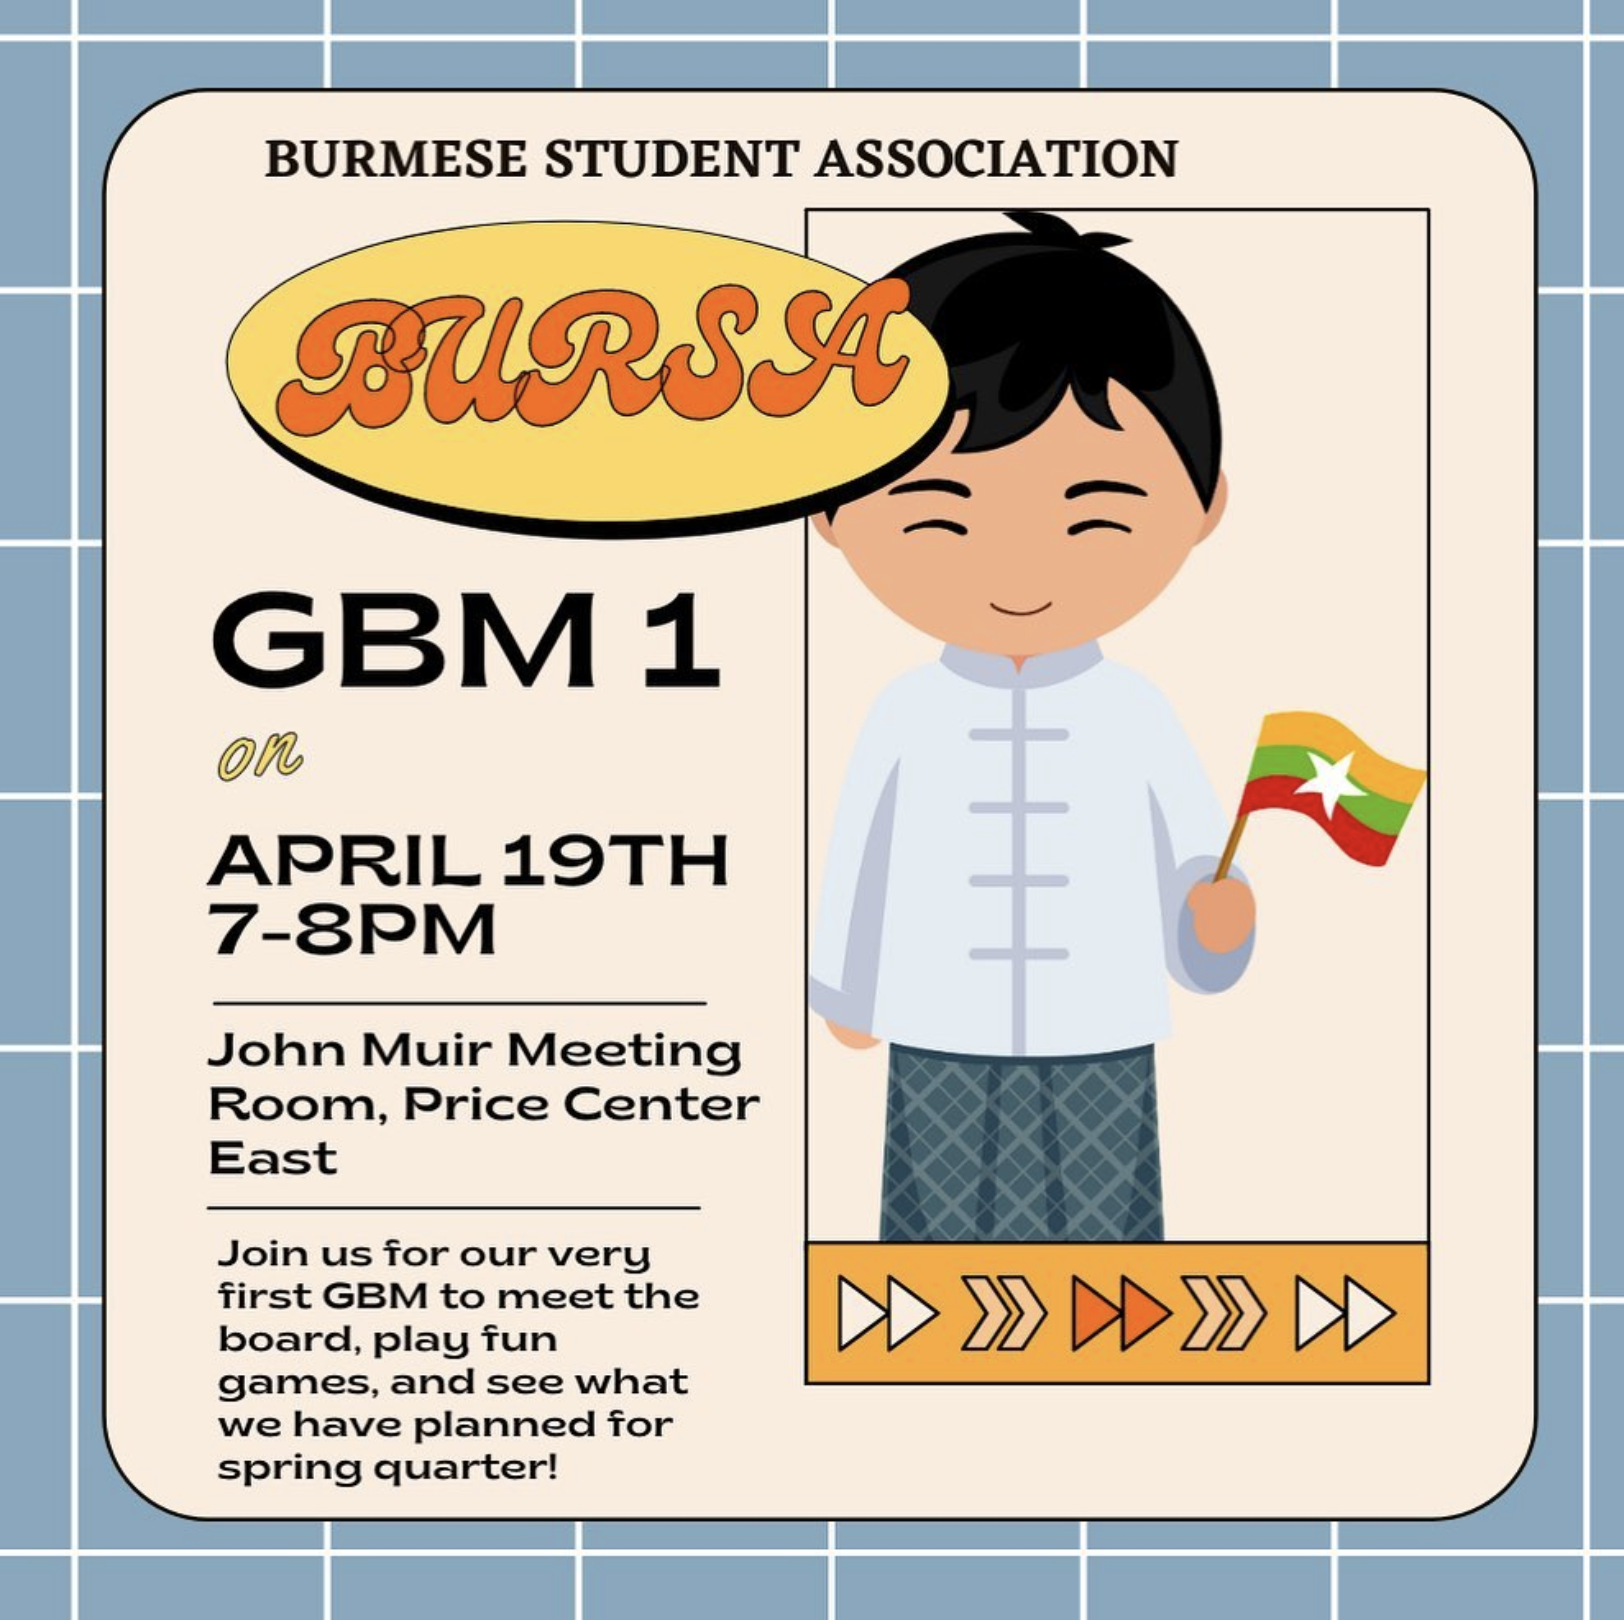 BURMESE STUDENT ASSOCIATION
BURSA
GBM 1
on
APRIL 19TH
7-8PM
John Muir Meeting
Room, Price Center
East
Join us for our very
first GBM to meet the
board, play fun
games, and see what
we have planned for
spring quarter!